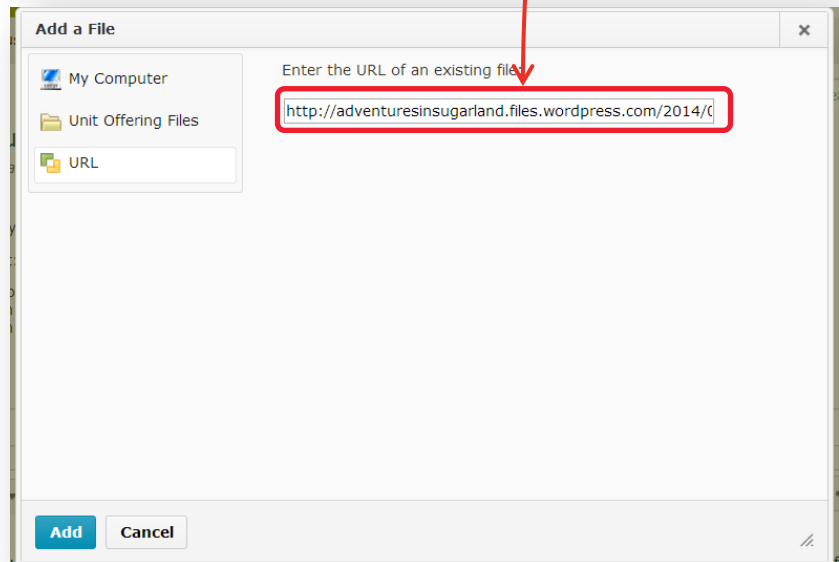 Add a File
My Computer
Enter the URL of an existing file:
http://adventuresinsugarland.files.wordpress.com/2014/
Unit Offering Files
URL
Add
Cancel